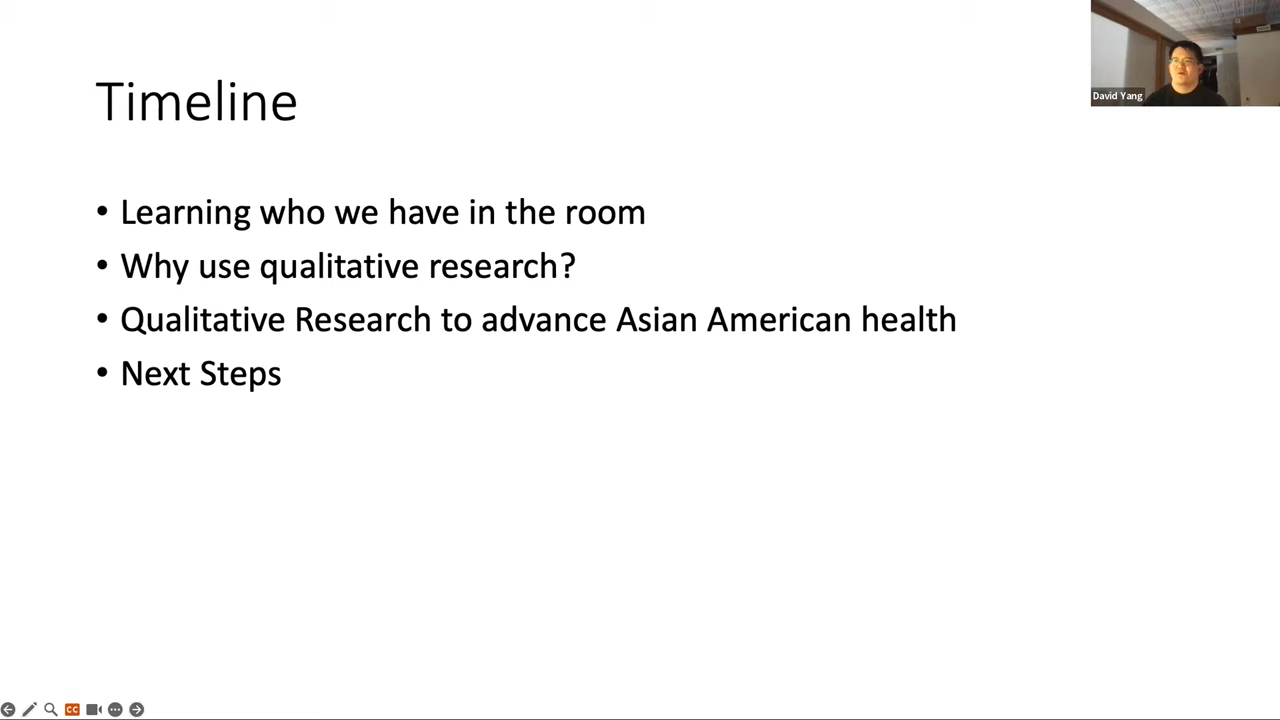 Timeline
• Learning who we have in the room
• Why use qualitative research?
• Qualitative Research to advance Asian American health
• Next Steps
David Yang
CC